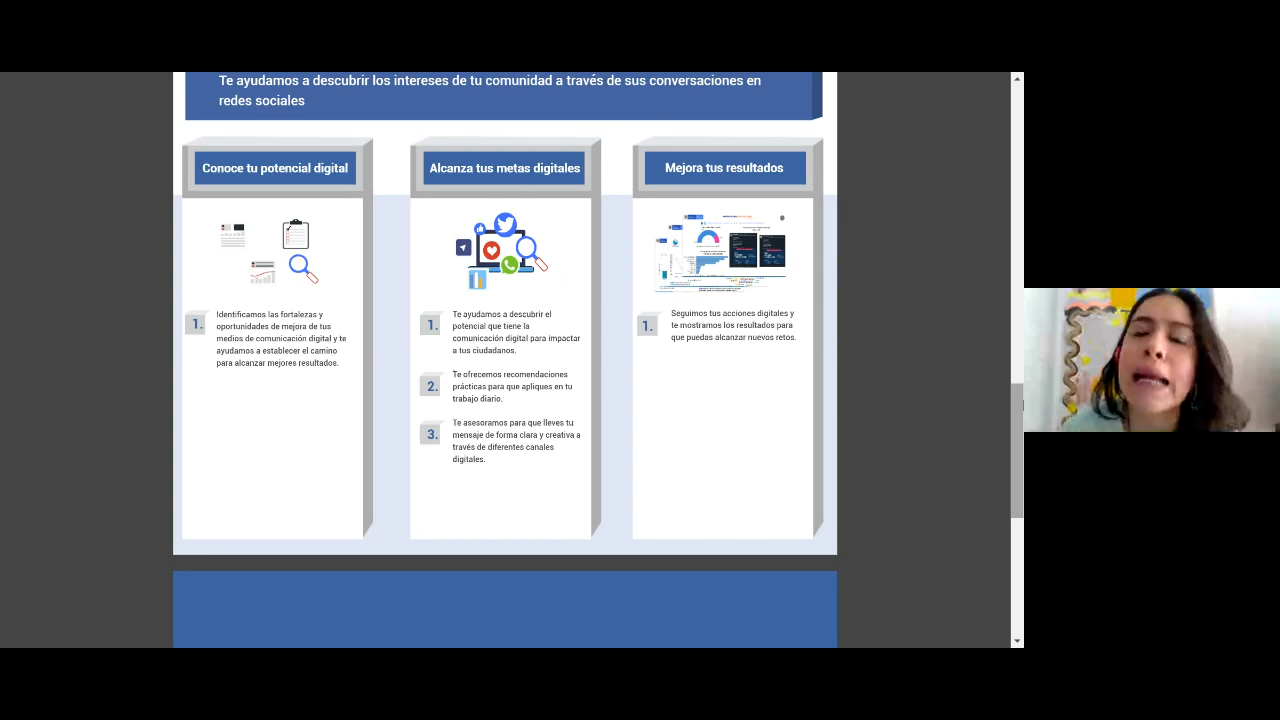 Te ayudamos a descubrir los intereses de tu comunidad a través de sus conversaciones en
redes sociales
Conoce tu potencial digital
1.
Identificamos las fortalezas y
oportunidades de mejora de tus
medios de comunicación digital y te
ayudamos a establecer el camino
para alcanzar mejores resultados.
Alcanza tus metas digitales
1.
Te ayudamos a descubrir el
potencial que tiene la
comunicación digital para impactar
a tus ciudadanos.
2.
Te ofrecemos recomendaciones
prácticas para que apliques en tu
trabajo diario.
3.
Te asesoramos para que lleves tu
mensaje de forma clara y creativa a
través de diferentes canales
digitales.
Mejora tus resultados
1.
Seguimos tus acciones digitales y
te mostramos los resultados para
que puedas alcanzar nuevos retos.